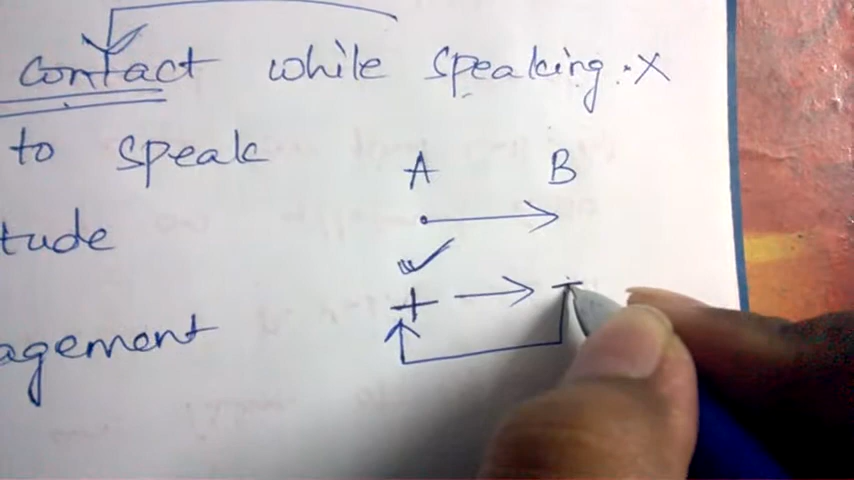 contact while speaking. X
to speak
A B
tude
+ → -
agement